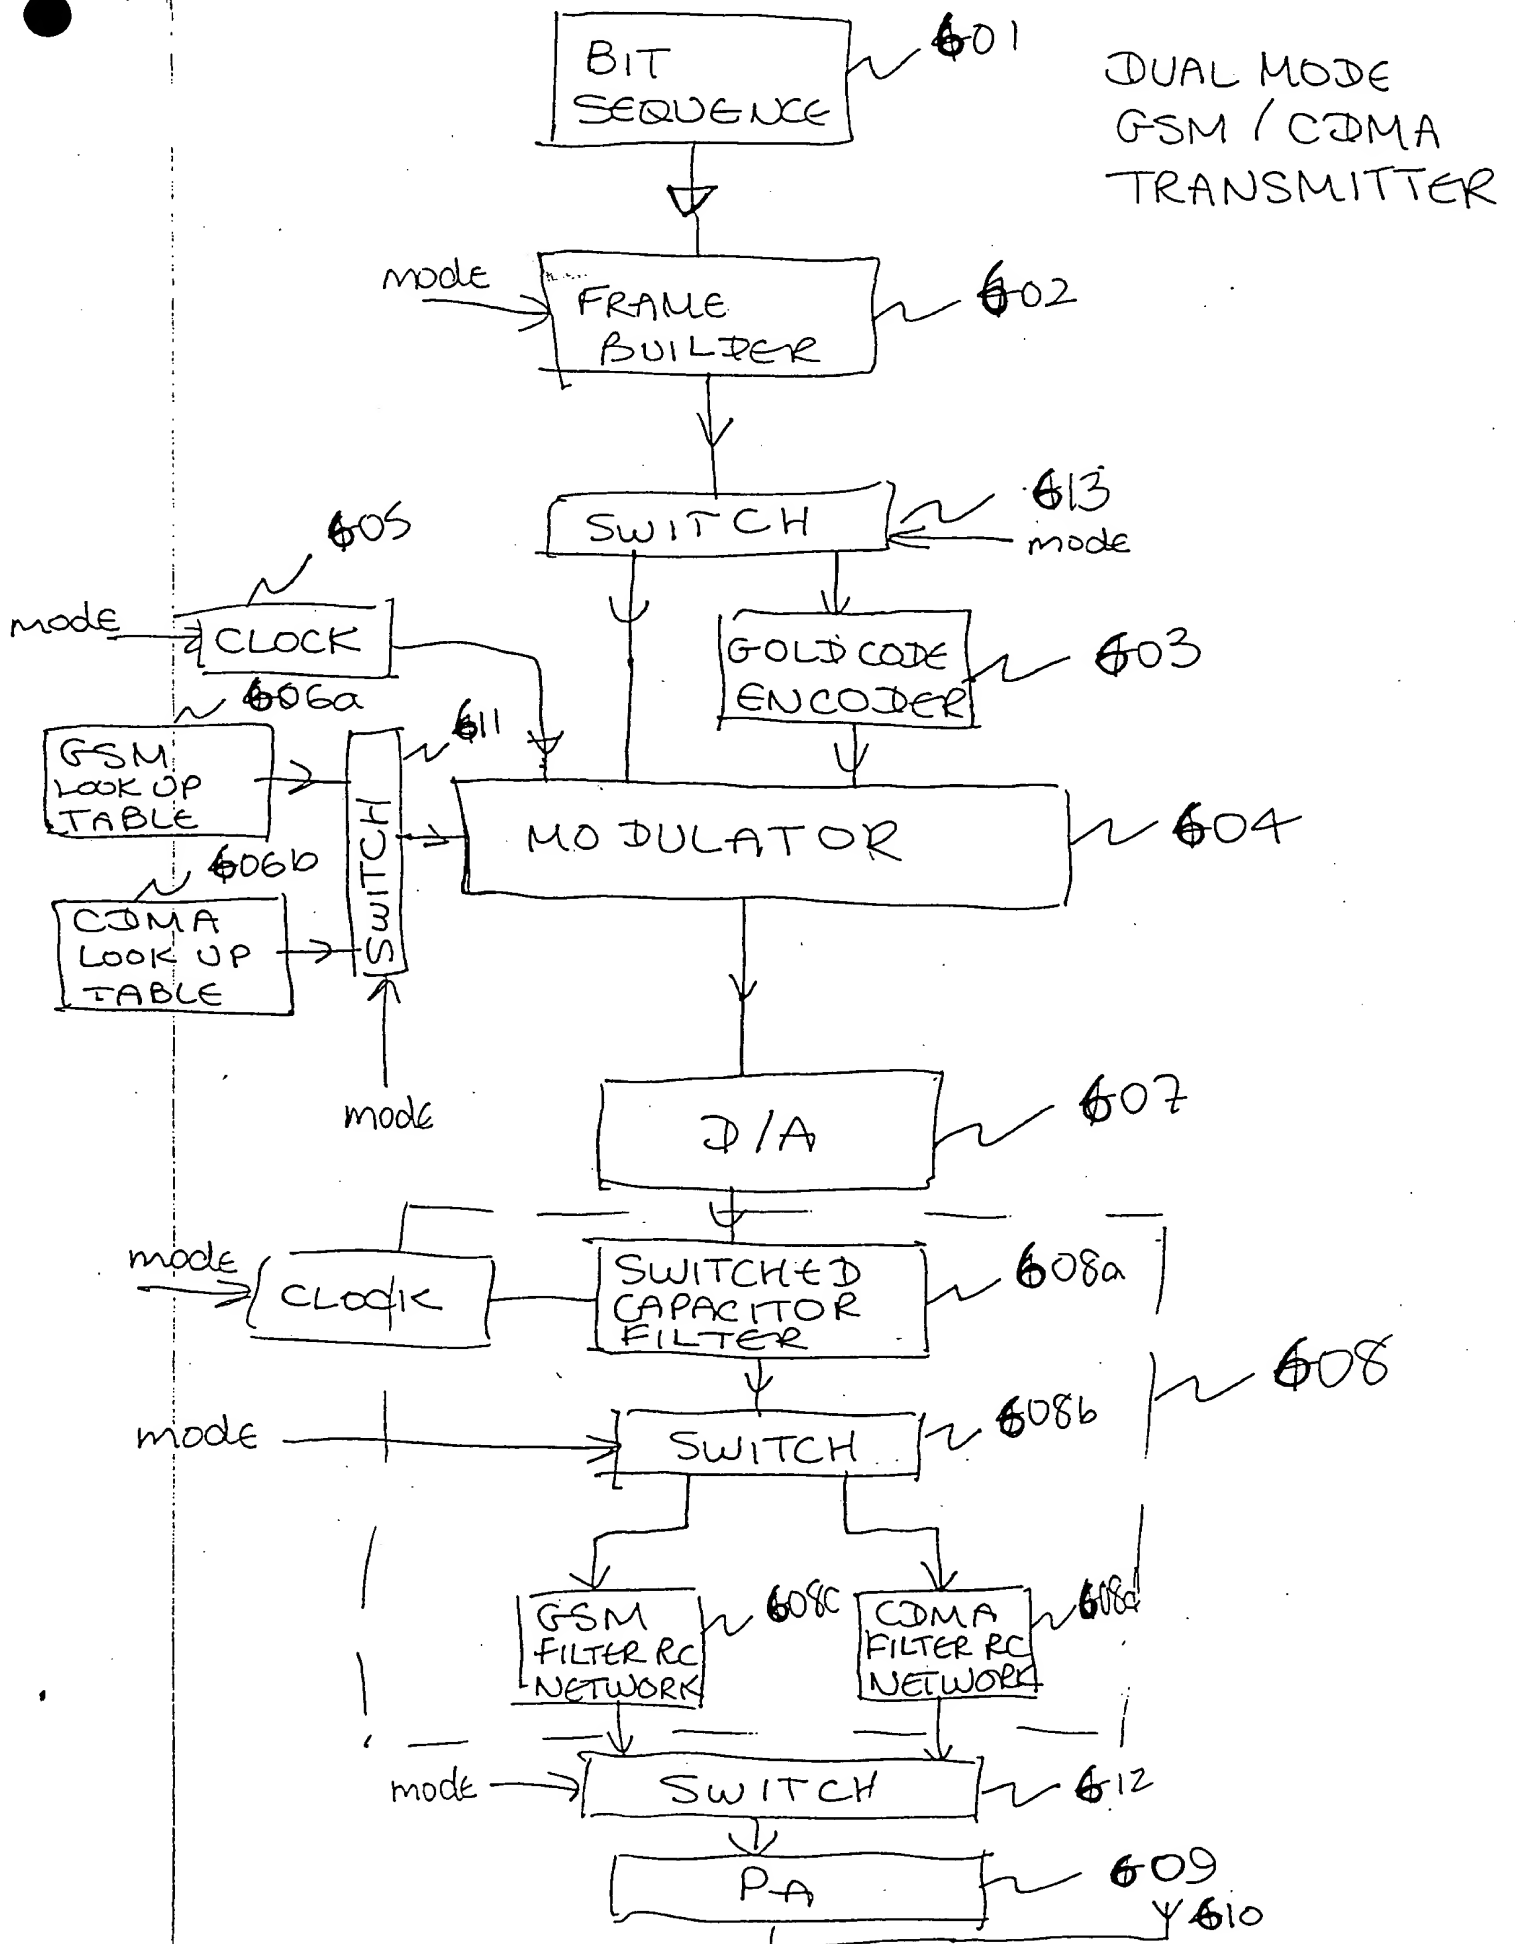 BIT
SEQUENCE
601
DUAL MODE
GSM / CDMA
TRANSMITTER
mode
FRAME
BUILDER
602
SWITCH
613
mode
605
mode
CLOCK
GOLD CODE
ENCODER
603
606a
GSM
LOOK UP
TABLE
611
SWITCH
MODULATOR
604
606b
CDMA
LOOK UP
TABLE
mode
D/A
607
mode
CLOCK
SWITCHED
CAPACITOR
FILTER
608a
608
mode
SWITCH
608b
GSM
FILTER RC
NETWORK
608c
CDMA
FILTER RC
NETWORK
608d
mode
SWITCH
612
PA
609
610